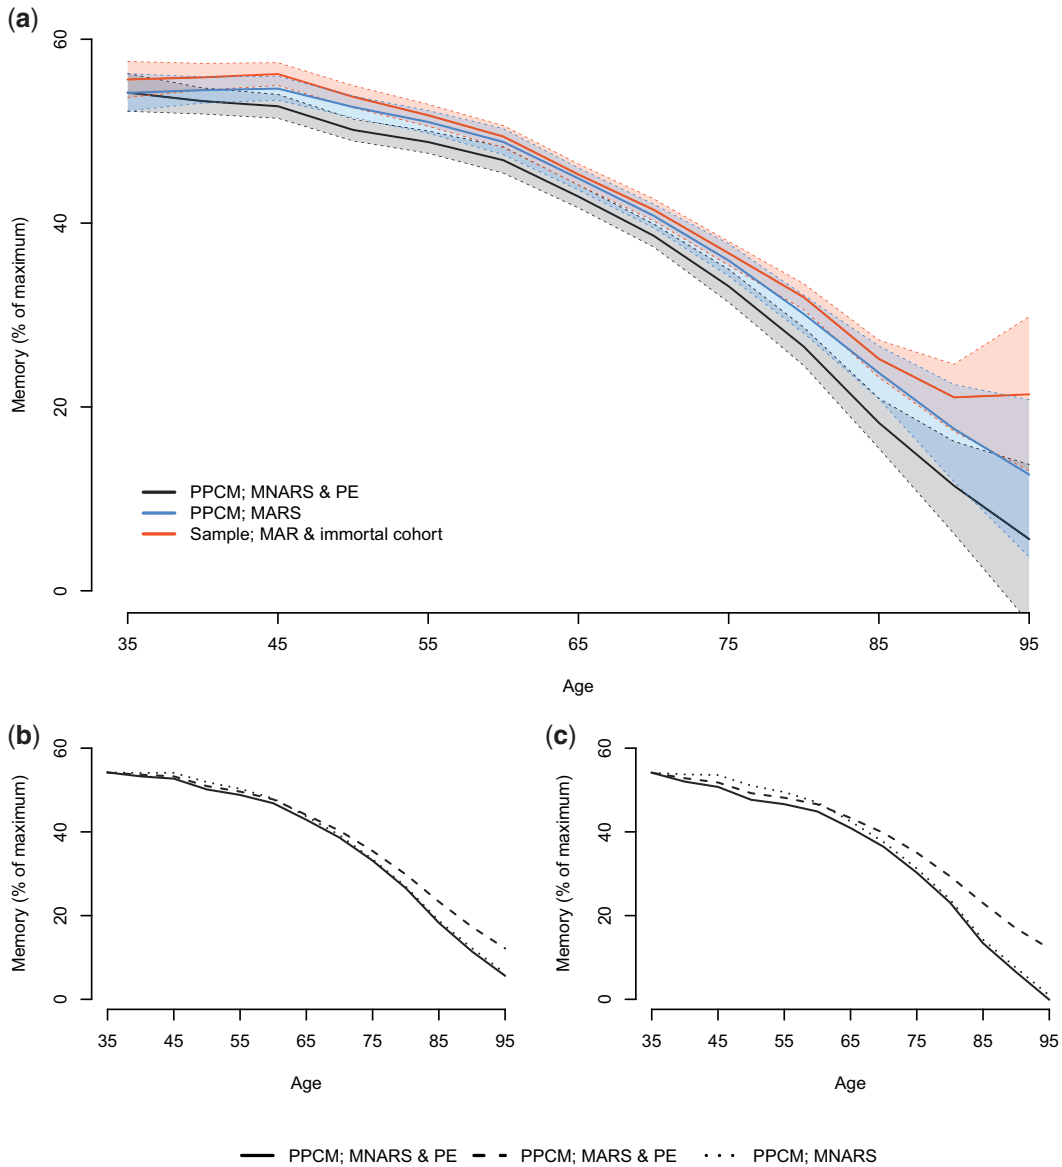 (a)
60
40
20
0
Memory (% of maximum)
PPCM; MNARS & PE
PPCM; MARS
Sample; MAR & immortal cohort
35 45 55 65 75 85 95
Age
(b)
60
40
20
0
Memory (% of maximum)
35 45 55 65 75 85 95
Age
(c)
60
40
20
0
Memory (% of maximum)
35 45 55 65 75 85 95
Age
PPCM; MNARS & PE PPCM; MARS & PE PPCM; MNARS